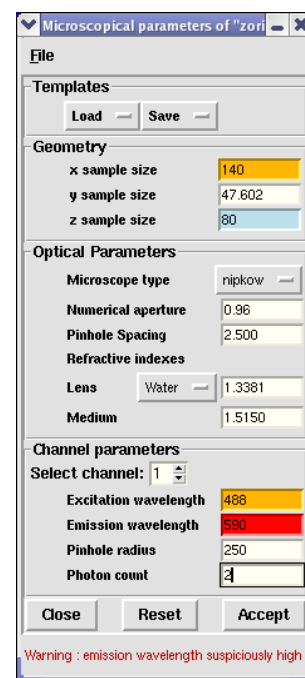 Microscopical parameters of "zori
File
Templates
Load Save
Geometry
x sample size 140
y sample size 47.602
z sample size 80
Optical Parameters
Microscope type nipkow
Numerical aperture 0.96
Pinhole Spacing 2.500
Refractive indexes
Lens Water 1.3381
Medium 1.5150
Channel parameters
Select channel: 1
Excitation wavelength 488
Emission wavelength 590
Pinhole radius 250
Photon count 2
Close Reset Accept
Warning : emission wavelength suspiciously high